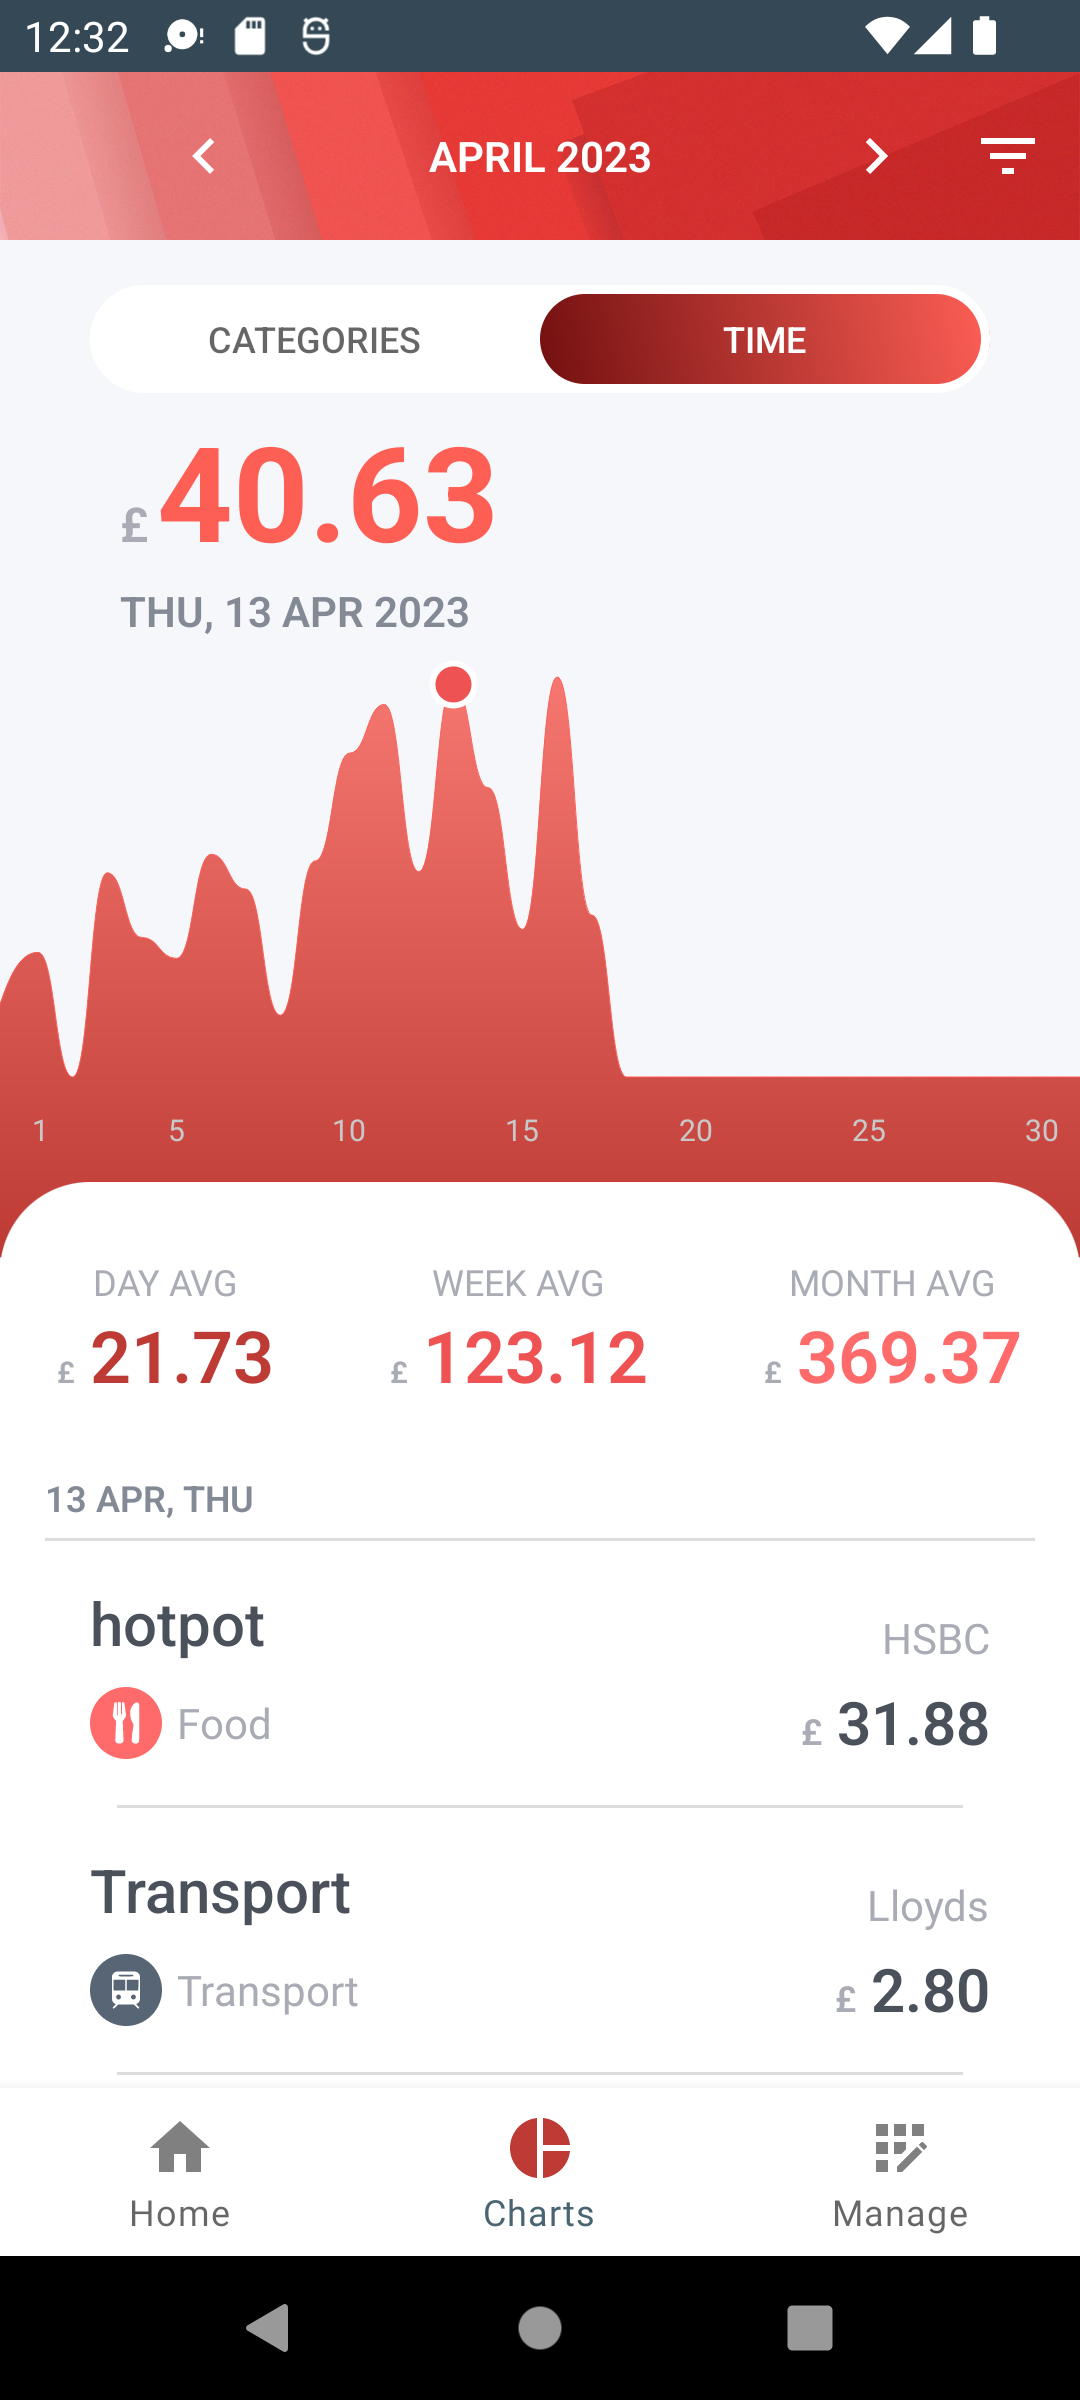 12:32
APRIL 2023
CATEGORIES TIME
£ 40.63
THU, 13 APR 2023
1 5 10 15 20 25 30
DAY AVG WEEK AVG MONTH AVG
£ 21.73 £ 123.12 £ 369.37
13 APR, THU
hotpot HSBC
Food £ 31.88
Transport Lloyds
Transport £ 2.80
Home Charts Manage